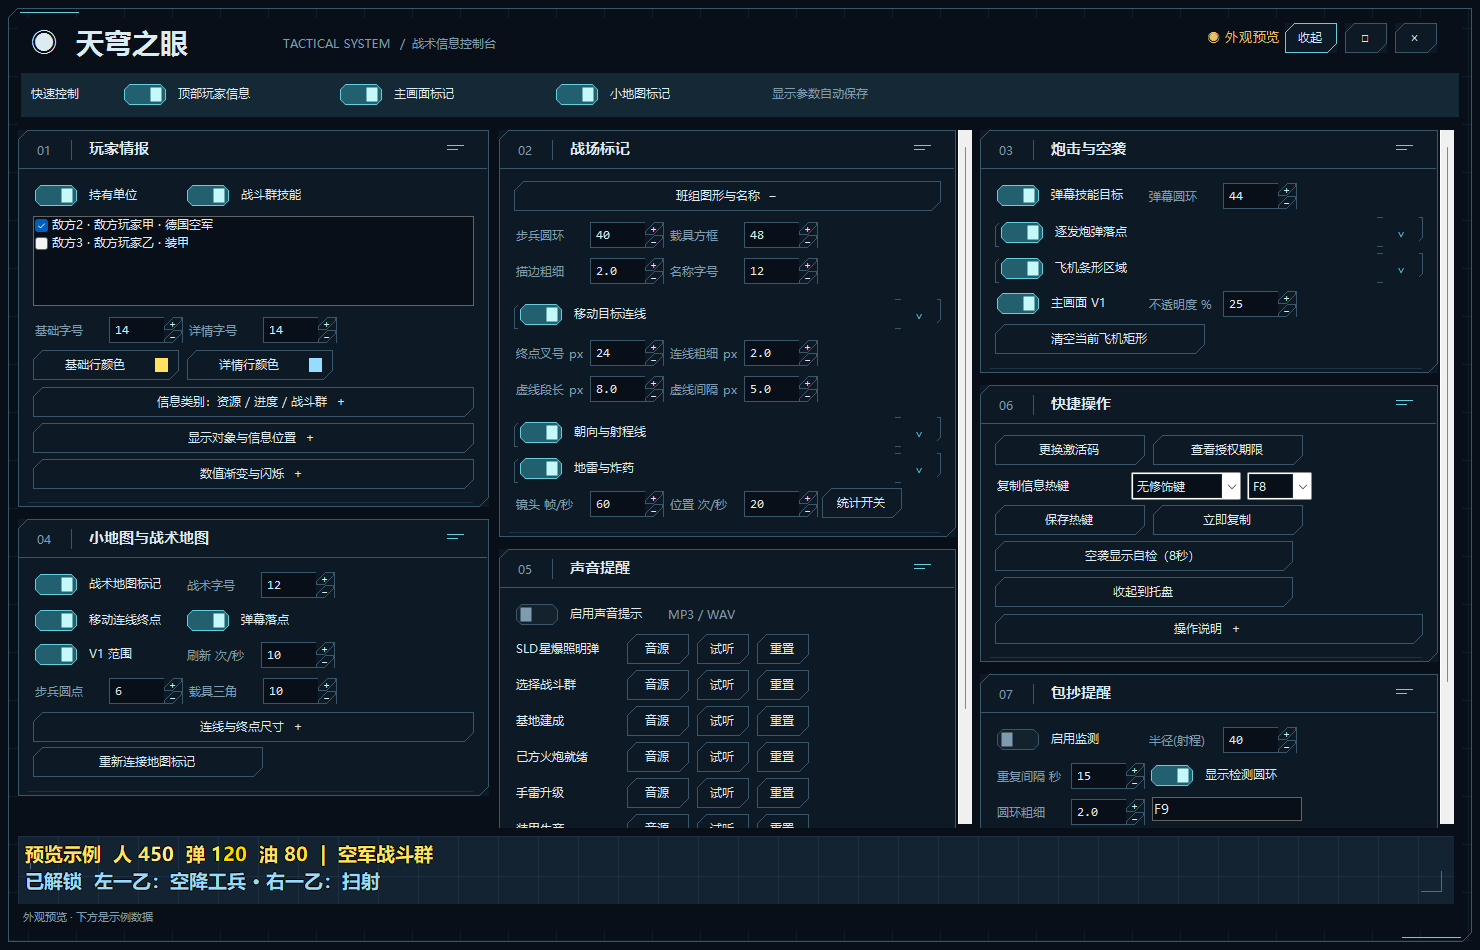 天穹之眼
TACTICAL SYSTEM / 战术信息控制台
外观预览 收起
快速控制 顶部玩家信息 主画面标记 小地图标记 显示参数自动保存
01 玩家情报
持有单位 战斗群技能
敌方2 · 敌方玩家甲 · 德国空军
敌方3 · 敌方玩家乙 · 装甲
基础字号 14 详情字号 14
基础行颜色 详情行颜色
信息类别：资源 / 进度 / 战斗群 +
显示对象与信息位置 +
数值渐变与闪烁 +
04 小地图与战术地图
战术地图标记 战术字号 12
移动连线终点 弹幕落点
V1 范围 刷新 次/秒 10
步兵圆点 6 载具三角 10
连线与终点尺寸 +
重新连接地图标记
02 战场标记
班组图形与名称 −
步兵圆环 40 载具方框 48
描边粗细 2.0 名称字号 12
移动目标连线
终点叉号 px 24 连线粗细 px 2.0
虚线段长 px 8.0 虚线间隔 px 5.0
朝向与射程线
地雷与炸药
镜头 帧/秒 60 位置 次/秒 20 统计开关
05 声音提醒
启用声音提示 MP3 / WAV
SLD星爆照明弹 音源 试听 重置
选择战斗群 音源 试听 重置
基地建成 音源 试听 重置
己方火炮就绪 音源 试听 重置
手雷升级 音源 试听 重置
装甲生产 音源 试听 重置
03 炮击与空袭
弹幕技能目标 弹幕圆环 44
逐发炮弹落点
飞机条形区域
主画面 V1 不透明度 % 25
清空当前飞机矩形
06 快捷操作
更换激活码 查看授权期限
复制信息热键 无修饰键 F8
保存热键 立即复制
空袭显示自检（8秒）
收起到托盘
操作说明 +
07 包抄提醒
启用监测 半径(射程) 40
重复间隔 秒 15 显示检测圆环
圆环粗细 2.0 F9
预览示例 人 450 弹 120 油 80 | 空军战斗群
已解锁 左一乙：空降工兵 · 右一乙：扫射
外观预览 · 下方是示例数据